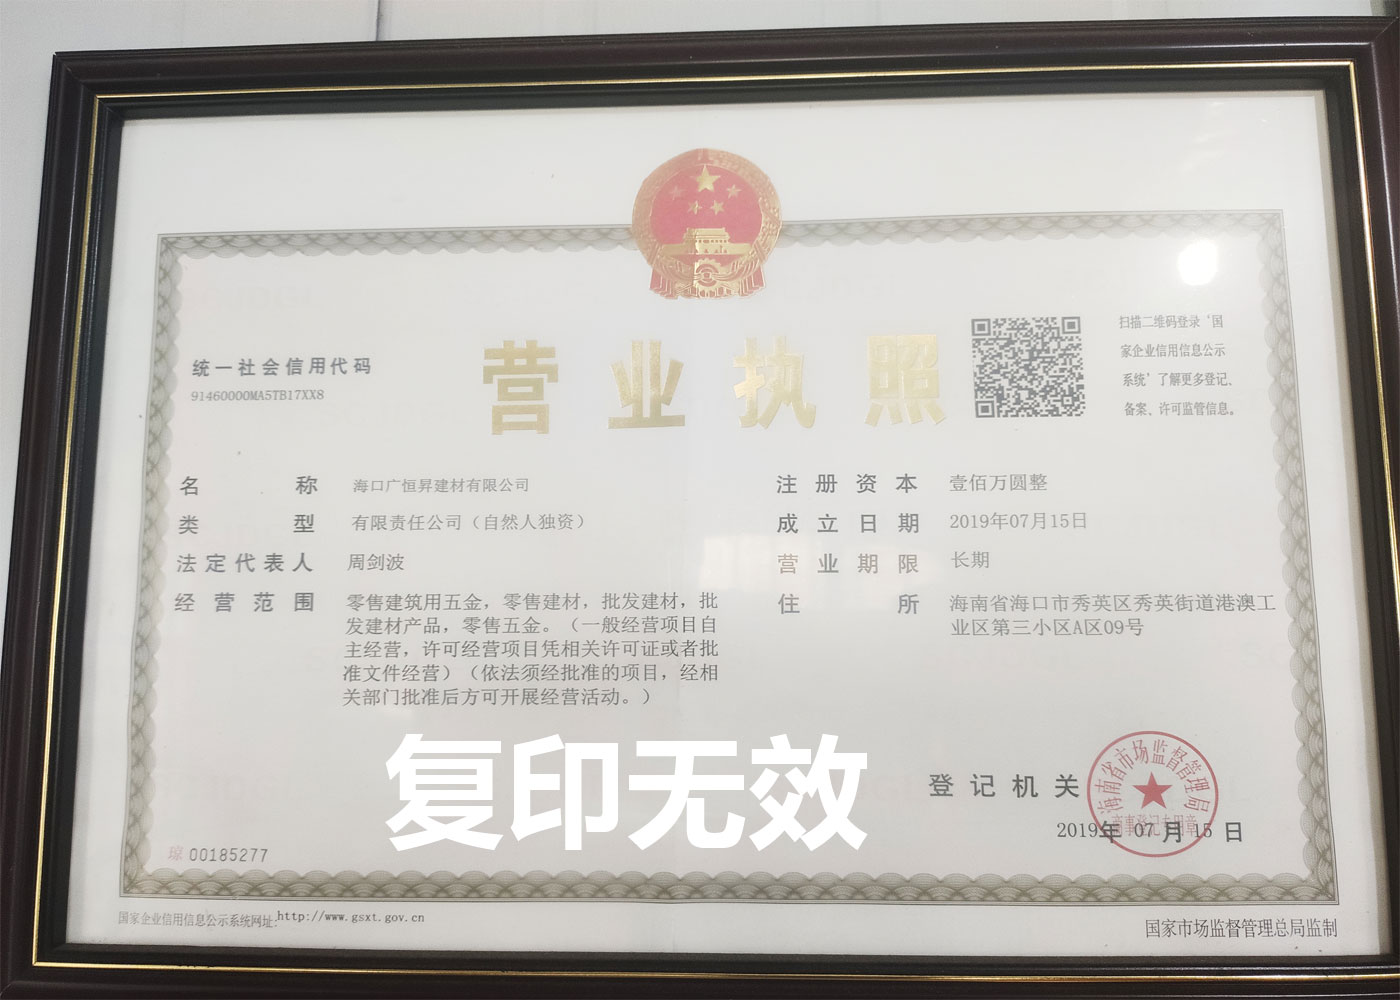 营业执照
统一社会信用代码
91460000MA5TB17XX8
扫描二维码登录‘国
家企业信用信息公示
系统’了解更多登记、
备案、许可监管信息。
名称 海口广恒昇建材有限公司
类型 有限责任公司（自然人独资）
法定代表人 周剑波
经营范围 零售建筑用五金，零售建材，批发建材，批
发建材产品，零售五金。（一般经营项目自
主经营，许可经营项目凭相关许可证或者批
准文件经营）（依法须经批准的项目，经相
关部门批准后方可开展经营活动。）
注册资本 壹佰万圆整
成立日期 2019年07月15日
营业期限 长期
住所 海南省海口市秀英区秀英街道港澳工
业区第三小区A区09号
复印无效
登记机关
海南省市场监督管理局
商事登记专用章
2019年 07 月 15 日
琼 00185277
国家企业信用信息公示系统网址:http://www.gsxt.gov.cn
国家市场监督管理总局监制